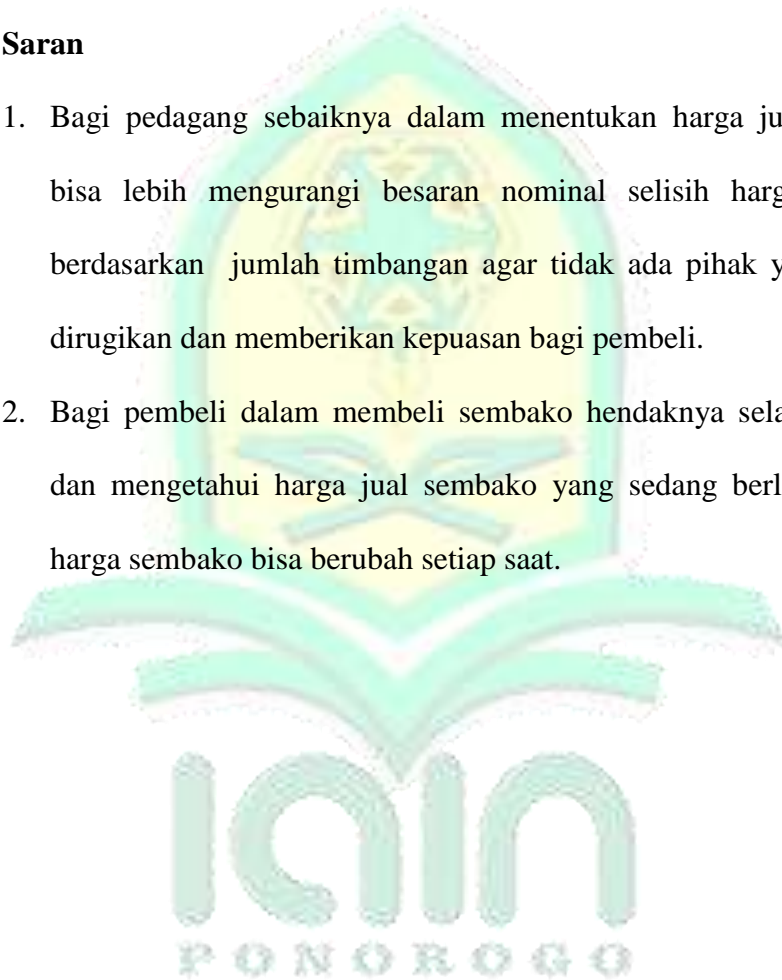 Saran
1. Bagi pedagang sebaiknya dalam menentukan harga ju
bisa lebih mengurangi besaran nominal selisih harg
berdasarkan jumlah timbangan agar tidak ada pihak y
dirugikan dan memberikan kepuasan bagi pembeli.
2. Bagi pembeli dalam membeli sembako hendaknya sela
dan mengetahui harga jual sembako yang sedang berl
harga sembako bisa berubah setiap saat.
iain
PONOROGO